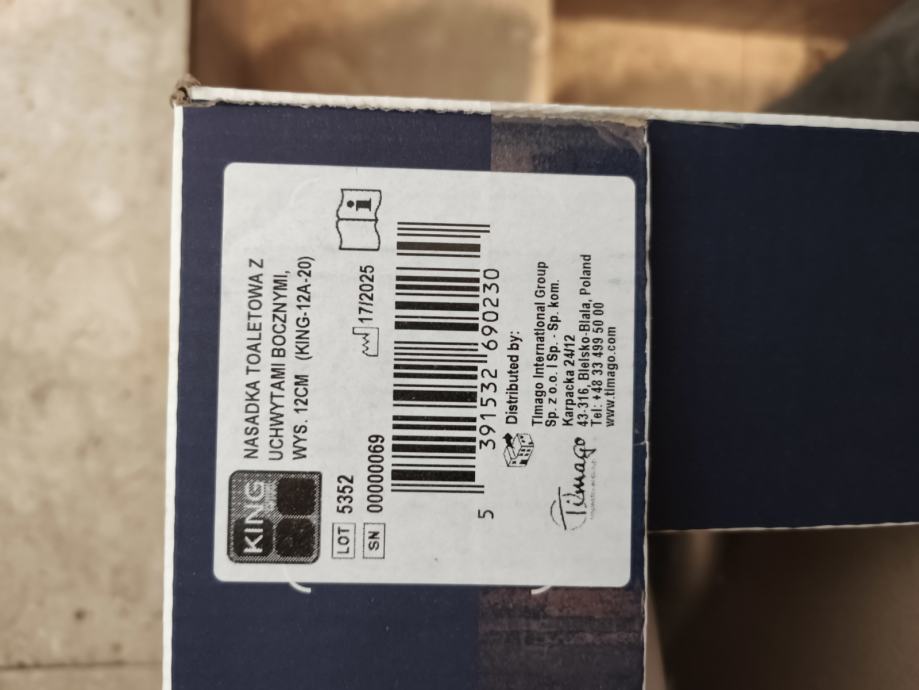 KING
NASADKA TOALETOWA Z
UCHWYTAMI BOCZNYMI,
WYS. 12CM (KING-12A-20)
LOT 5352
17/2025
SN 00000069
5 391532 690230
Distributed by:
Timago International Group
Sp. z o.o. I Sp. - Sp. kom.
Karpacka 24/12
43-316, Bielsko-Biala, Poland
Tel: +48 33 499 50 00
www.timago.com
Timago